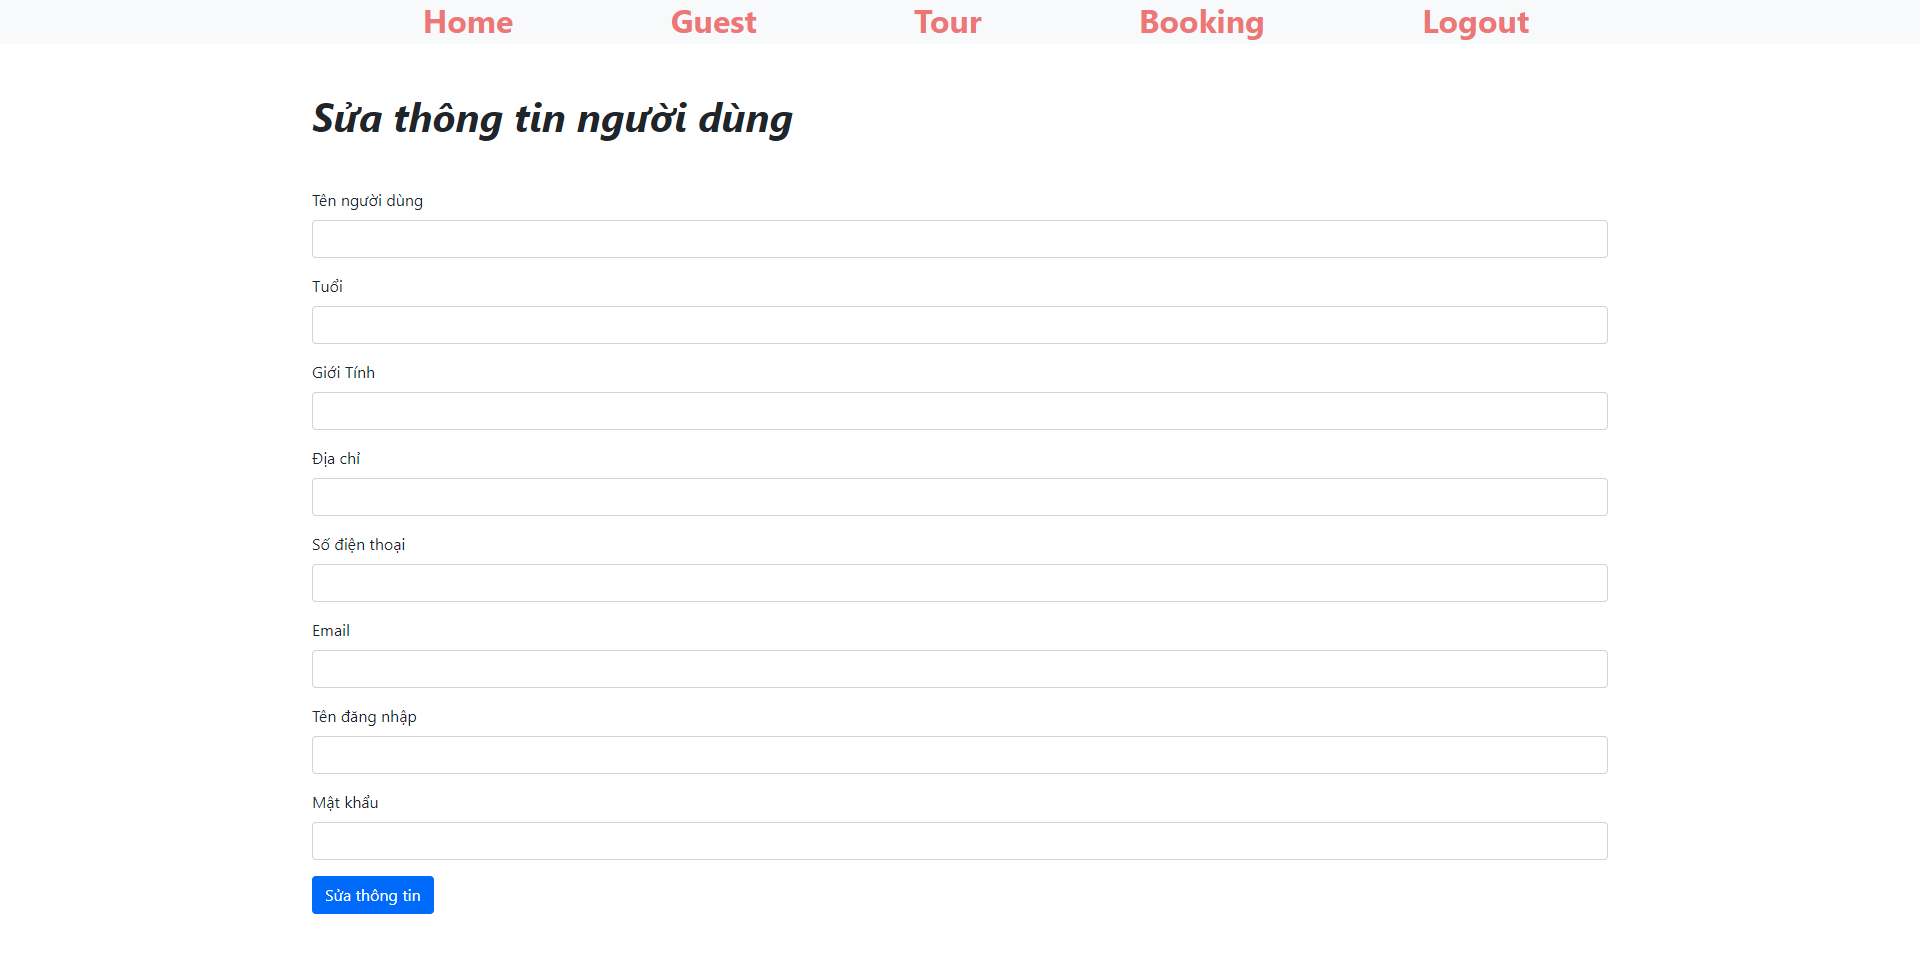 Home Guest Tour Booking Logout
Sửa thông tin người dùng
Tên người dùng
Tuổi
Giới Tính
Địa chỉ
Số điện thoại
Email
Tên đăng nhập
Mật khẩu
Sửa thông tin